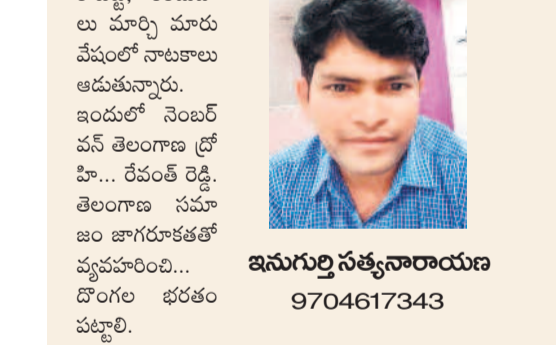 లు మార్చి మారు
వేషంలో నాటకాలు
ఆడుతున్నారు.
ఇందులో నెంబర్
వన్ తెలంగాణ ద్రో
హి... రేవంత్ రెడ్డి.
తెలంగాణ సమా
జం జాగరూకతతో
వ్యవహరించి...
దొంగల భరతం
పట్టాలి.
ఇనుగుర్తి సత్యనారాయణ
9704617343